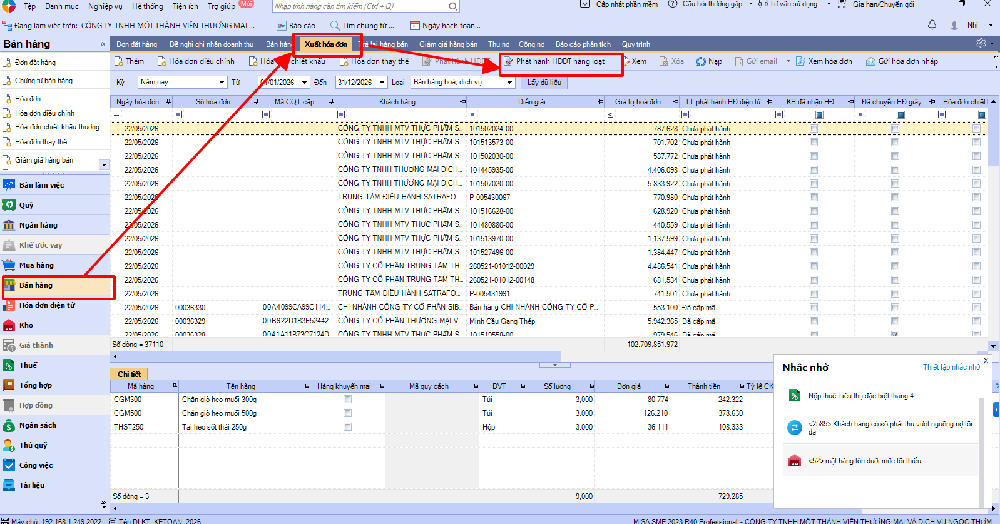 Tệp Danh mục Nghiệp vụ Hệ thống Tiện ích Trợ giúp Mới Nhập tính năng cần tìm kiếm (Ctrl + Q) Cập nhật phần mềm Câu hỏi thường gặp Tư vấn sử dụng Gia hạn/Chuyển gói
Đang làm việc trên: CÔNG TY TNHH MỘT THÀNH VIÊN THƯƠNG MẠI ... Báo cáo Tìm chứng từ ... Ngày hạch toán... Nhi
Bán hàng «
Đơn đặt hàng Đề nghị ghi nhận doanh thu Bán hàng Xuất hóa đơn Trả lại hàng bán Giảm giá hàng bán Thu nợ Công nợ Báo cáo phân tích Quy trình
Thêm Hóa đơn điều chỉnh Hóa chiết khấu Hóa đơn thay thế Phát hành HĐĐT Phát hành HĐĐT hàng loạt Xem Xóa Nạp Gửi email Xem hóa đơn Gửi hóa đơn nháp
Kỳ Năm nay Từ 01/01/2026 Đến 31/12/2026 Loại Bán hàng hoá, dịch vụ Lấy dữ liệu
Đơn đặt hàng
Chứng từ bán hàng
Hóa đơn
Hóa đơn điều chỉnh
Hóa đơn chiết khấu thương...
Hóa đơn thay thế
Giảm giá hàng bán
Bàn làm việc
Quỹ
Ngân hàng
Khế ước vay
Mua hàng
Bán hàng
Hóa đơn điện tử
Kho
Giá thành
Thuế
Tổng hợp
Hợp đồng
Ngân sách
Thủ quỹ
Công việc
Tài liệu
Ngày hóa đơn Số hóa đơn Mã CQT cấp Khách hàng Diễn giải Giá trị hoá đơn TT phát hành HĐ điện tử KH đã nhận HĐ Đã chuyển HĐ giấy Hóa đơn chiết
= ≤
22/05/2026 CÔNG TY TNHH MTV THỰC PHẨM S... 101502024-00 787.628 Chưa phát hành
22/05/2026 CÔNG TY TNHH MTV THỰC PHẨM S... 101513573-00 701.702 Chưa phát hành
22/05/2026 CÔNG TY TNHH MTV THỰC PHẨM S... 101502030-00 587.772 Chưa phát hành
22/05/2026 CÔNG TY TNHH THƯƠNG MẠI DỊCH... 101445935-00 4.406.098 Chưa phát hành
22/05/2026 CÔNG TY TNHH THƯƠNG MẠI DỊCH... 101507020-00 5.833.922 Chưa phát hành
22/05/2026 TRUNG TÂM ĐIỀU HÀNH SATRAFO... P-005430067 770.980 Chưa phát hành
22/05/2026 CÔNG TY TNHH MTV THỰC PHẨM S... 101516628-00 628.920 Chưa phát hành
22/05/2026 CÔNG TY TNHH MTV THỰC PHẨM S... 101480880-00 440.559 Chưa phát hành
22/05/2026 CÔNG TY TNHH MTV THỰC PHẨM S... 101513970-00 1.137.599 Chưa phát hành
22/05/2026 CÔNG TY TNHH MTV THỰC PHẨM S... 101527496-00 1.384.447 Chưa phát hành
22/05/2026 CÔNG TY CỔ PHẦN TRUNG TÂM TH... 260521-01012-00029 4.486.541 Chưa phát hành
22/05/2026 CÔNG TY CỔ PHẦN TRUNG TÂM TH... 260521-01012-00148 681.534 Chưa phát hành
22/05/2026 TRUNG TÂM ĐIỀU HÀNH SATRAFO... P-005431991 741.501 Chưa phát hành
22/05/2026 00036330 00A4099CA99C114... CHI NHÁNH CÔNG TY CỔ PHẦN SIB... Bán hàng CHI NHÁNH CÔNG TY CỔ P... 553.100 Đã cấp mã
22/05/2026 00036329 00B922D1B3E52442... CÔNG TY CỔ PHẦN THƯƠNG MẠI V... Minh Cầu Gang Thép 5.942.365 Đã cấp mã
22/05/2026 00036328 0041A11B73C7124D... CÔNG TY TNHH MTV THỰC PHẨM S... 101519558-00 979.546 Đã cấp mã
Số dòng = 37110 102.709.851.972
Chi tiết
Mã hàng Tên hàng Hàng khuyến mại Mã quy cách ĐVT Số lượng Đơn giá Thành tiền Tỷ lệ CK %
CGM300 Chân giò heo muối 300g Túi 3,000 80.774 242.322
CGM500 Chân giò heo muối 500g Túi 3,000 126.210 378.630
THST250 Tai heo sốt thái 250g Hộp 3,000 36.111 108.333
Số dòng = 3 9,000 729.285
Nhắc nhở Thiết lập nhắc nhở X
Nộp thuế Tiêu thụ đặc biệt tháng 4
<2585> Khách hàng có số phải thu vượt ngưỡng nợ tối
đa
<52> mặt hàng tồn dưới mức tối thiểu
Máy chủ: 192.168.1.249,2022 Tên DLKT: KETOAN_2026 MISA SME 2023 R40 Professional - CÔNG TY TNHH MỘT THÀNH VIÊN THƯƠNG MẠI VÀ DỊCH VỤ NGỌC THƠM